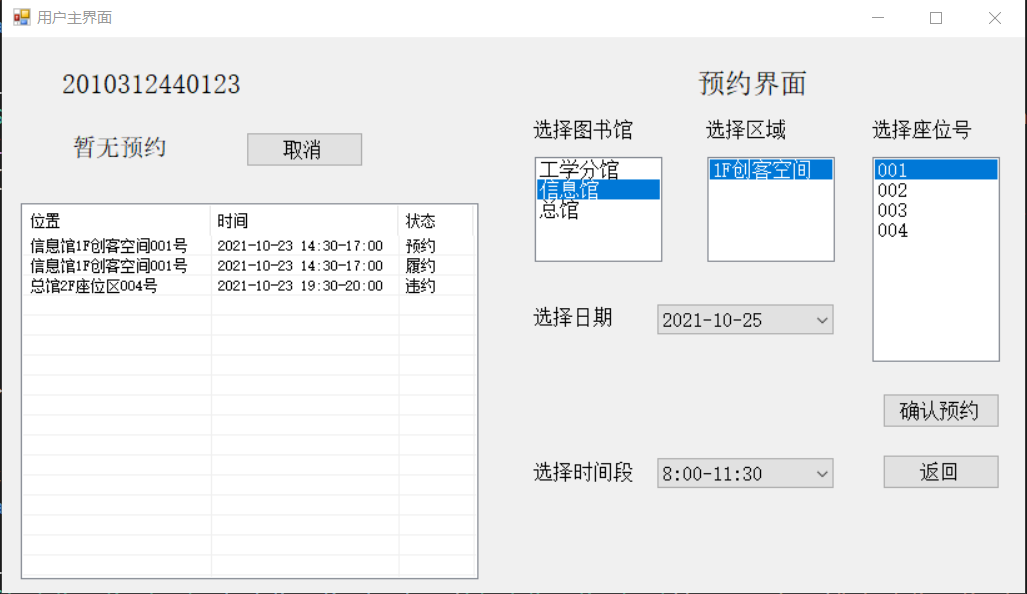 用户主界面
2010312440123
暂无预约
取消
位置 时间 状态
信息馆1F创客空间001号 2021-10-23 14:30-17:00 预约
信息馆1F创客空间001号 2021-10-23 14:30-17:00 履约
总馆2F座位区004号 2021-10-23 19:30-20:00 违约
预约界面
选择图书馆
工学分馆
信息馆
总馆
选择区域
1F创客空间
选择座位号
001
002
003
004
选择日期
2021-10-25
确认预约
选择时间段
8:00-11:30
返回